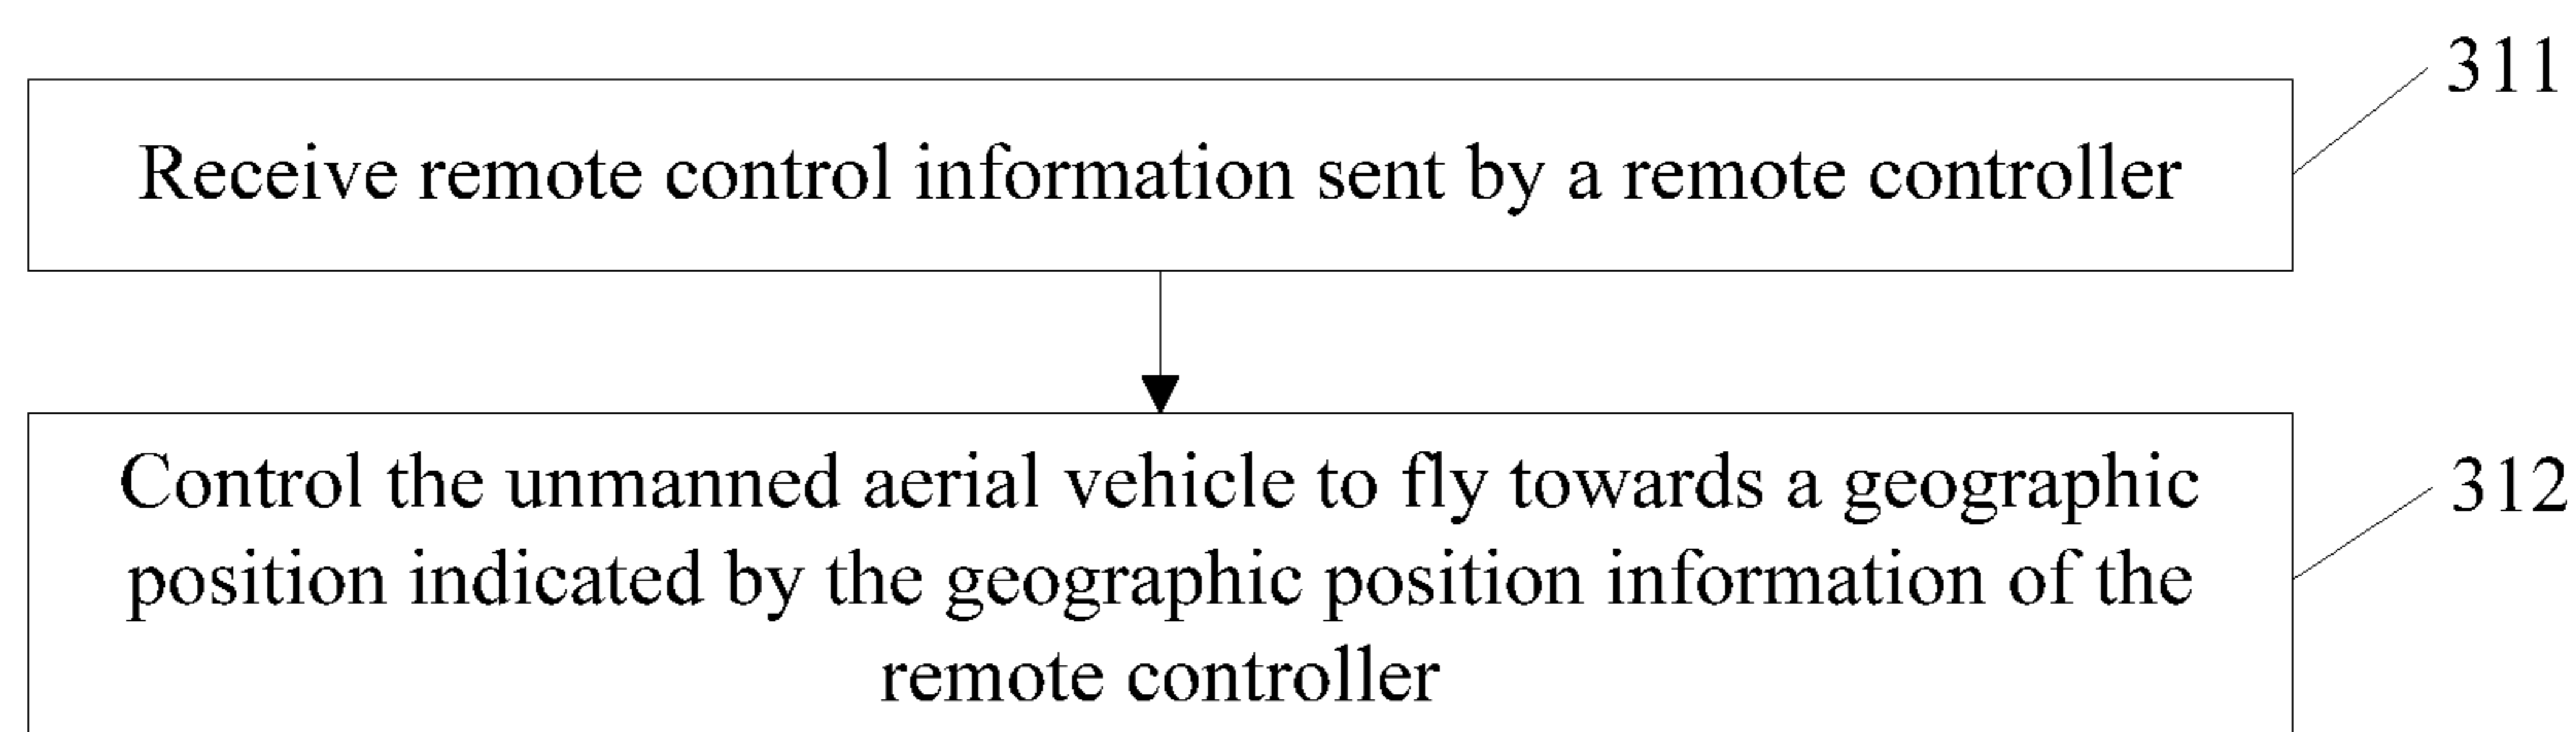 311
Receive remote control information sent by a remote controller
Control the unmanned aerial vehicle to fly towards a geographic
312
position indicated by the geographic position information of the
remote controller